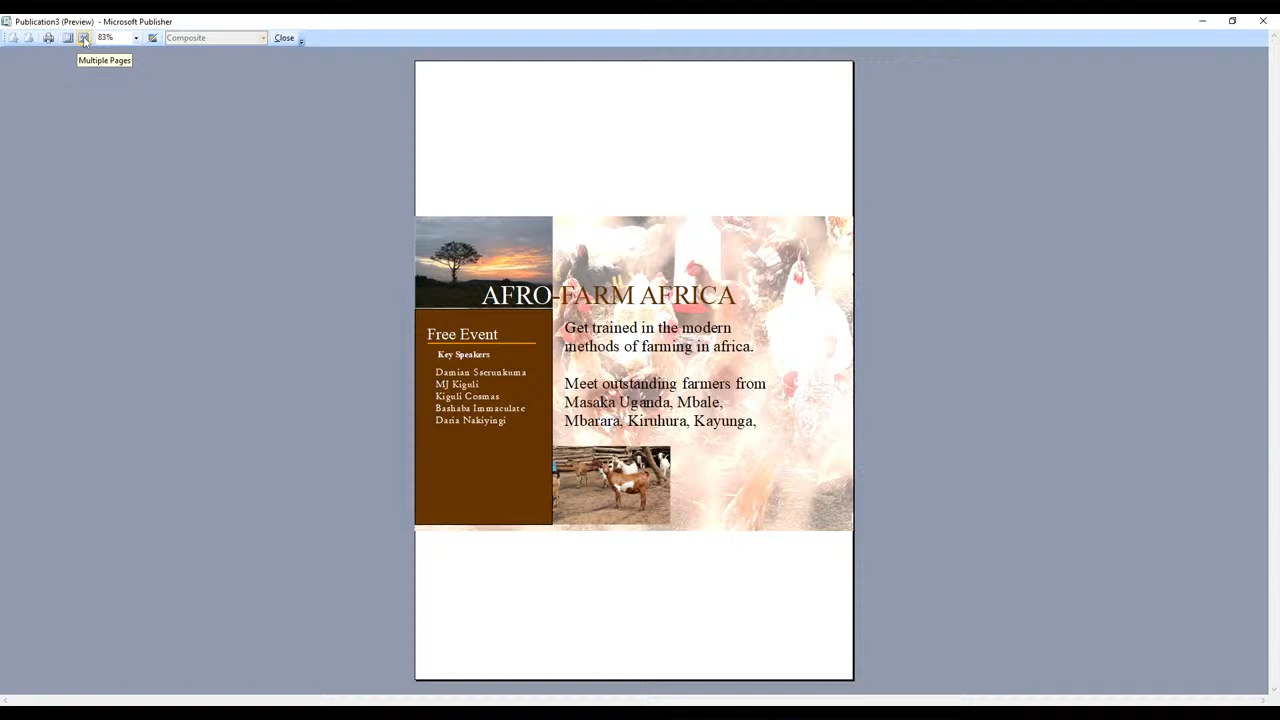 Publication3 (Preview) - Microsoft Publisher
83%
Composite
Close
Multiple Pages
AFRO-FARM AFRICA
Free Event
Key Speakers
Damian Sserunkuma
MJ Kiguli
Kiguli Cosmas
Bashaba Immaculate
Daria Nakiyingi
Get trained in the modern
methods of farming in africa.
Meet outstanding farmers from
Masaka Uganda, Mbale,
Mbarara, Kiruhura, Kayunga,